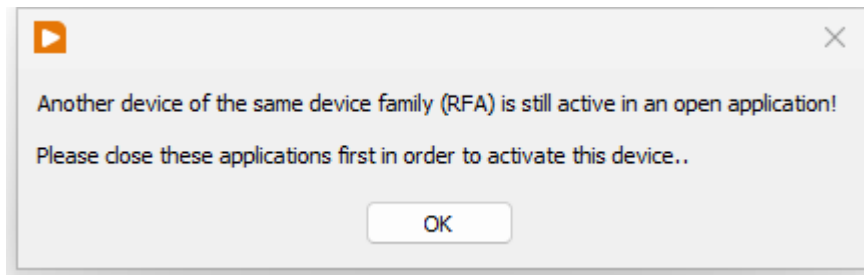 Another device of the same device family (RFA) is still active in an open application!
Please close these applications first in order to activate this device..
OK